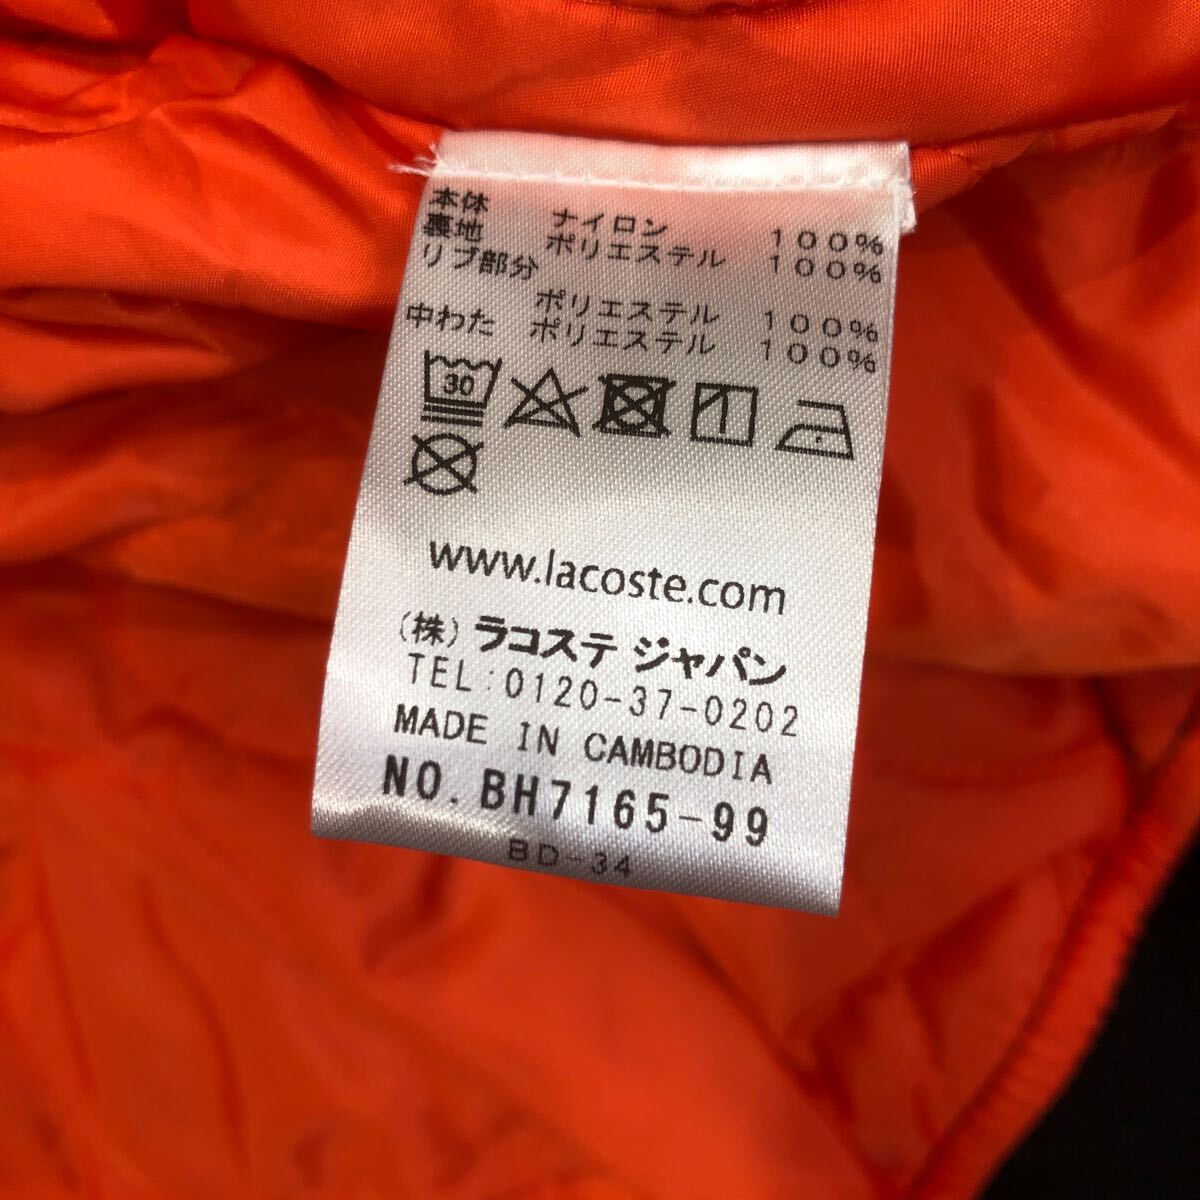 本体 ナイロン 100%
裏地 ポリエステル 100%
リブ部分
ポリエステル 100%
中わた ポリエステル 100%
30
www.lacoste.com
(株)ラコステ ジャパン
TEL:0120-37-0202
MADE IN CAMBODIA
NO.BH7165-99
BD-34